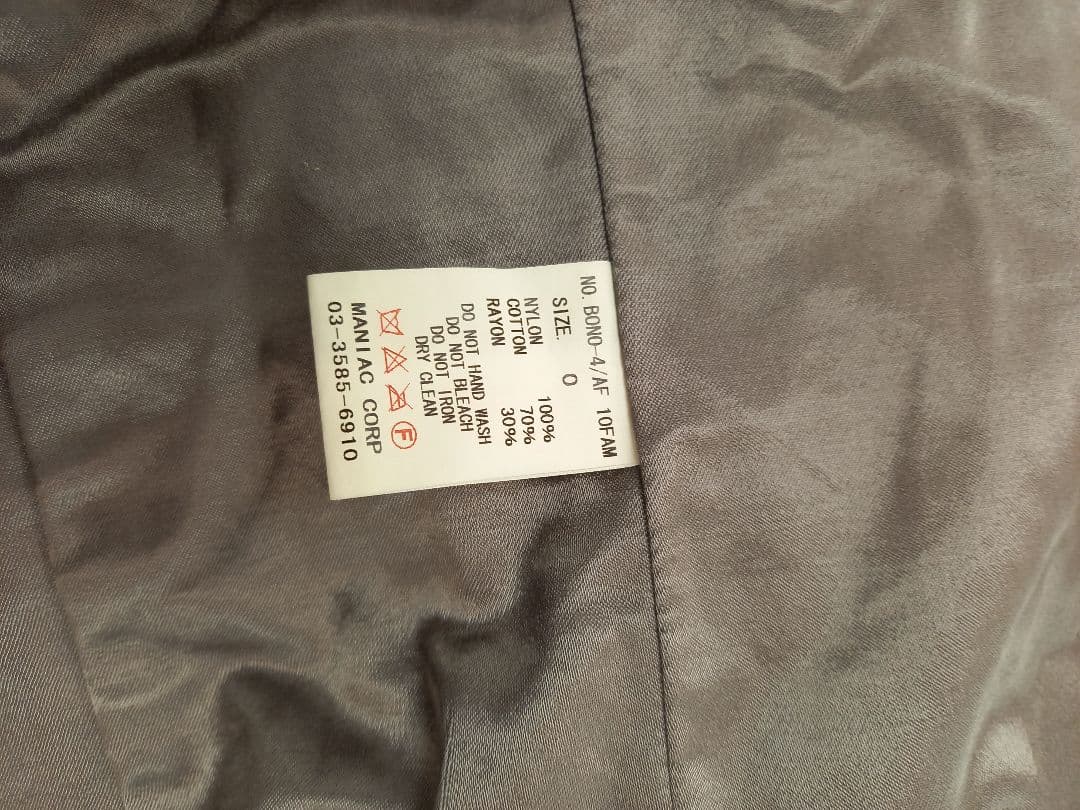 NO. BONO-4/AF 10FAM
SIZE. 0
NYLON 100%
COTTON 70%
RAYON 30%
DO NOT HAND WASH
DO NOT BLEACH
DO NOT IRON
DRY CLEAN
F
MANIAC CORP
03-3585-6910